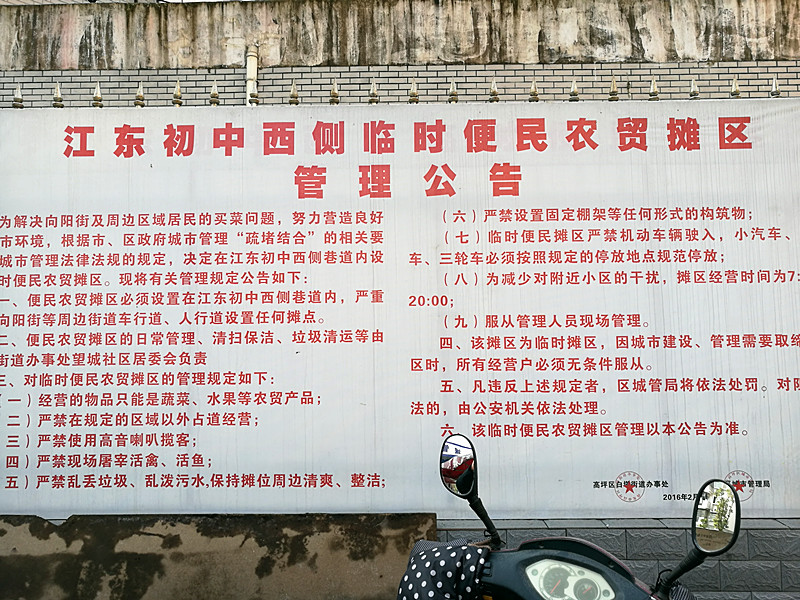 江东初中西侧临时便民农贸摊区
管理公告
为解决向阳街及周边区域居民的买菜问题，努力营造良好
市环境，根据市、区政府城市管理“疏堵结合”的相关要
城市管理法律法规的规定，决定在江东初中西侧巷道内设
时便民农贸摊区。现将有关管理规定公告如下：
一、便民农贸摊区必须设置在江东初中西侧巷道内，严重
向阳街等周边街道车行道、人行道设置任何摊点。
二、便民农贸摊区的日常管理、清扫保洁、垃圾清运等由
街道办事处望城社区居委会负责
三、对临时便民农贸摊区的管理规定如下：
（一）经营的物品只能是蔬菜、水果等农贸产品；
（二）严禁在规定的区域以外占道经营；
（三）严禁使用高音喇叭揽客；
（四）严禁现场屠宰活禽、活鱼；
（五）严禁乱丢垃圾、乱泼污水,保持摊位周边清爽、整洁；
（六）严禁设置固定棚架等任何形式的构筑物；
（七）临时便民摊区严禁机动车辆驶入，小汽车、
车、三轮车必须按照规定的停放地点规范停放；
（八）为减少对附近小区的干扰，摊区经营时间为7:
20:00；
（九）服从管理人员现场管理。
四、该摊区为临时摊区，因城市建设、管理需要取缔
区时，所有经营户必须无条件服从。
五、凡违反上述规定者，区城管局将依法处罚。对阻
法的，由公安机关依法处理。
六、该临时便民农贸摊区管理以本公告为准。
高坪区白塔街道办事处
城市管理局
2016年2月